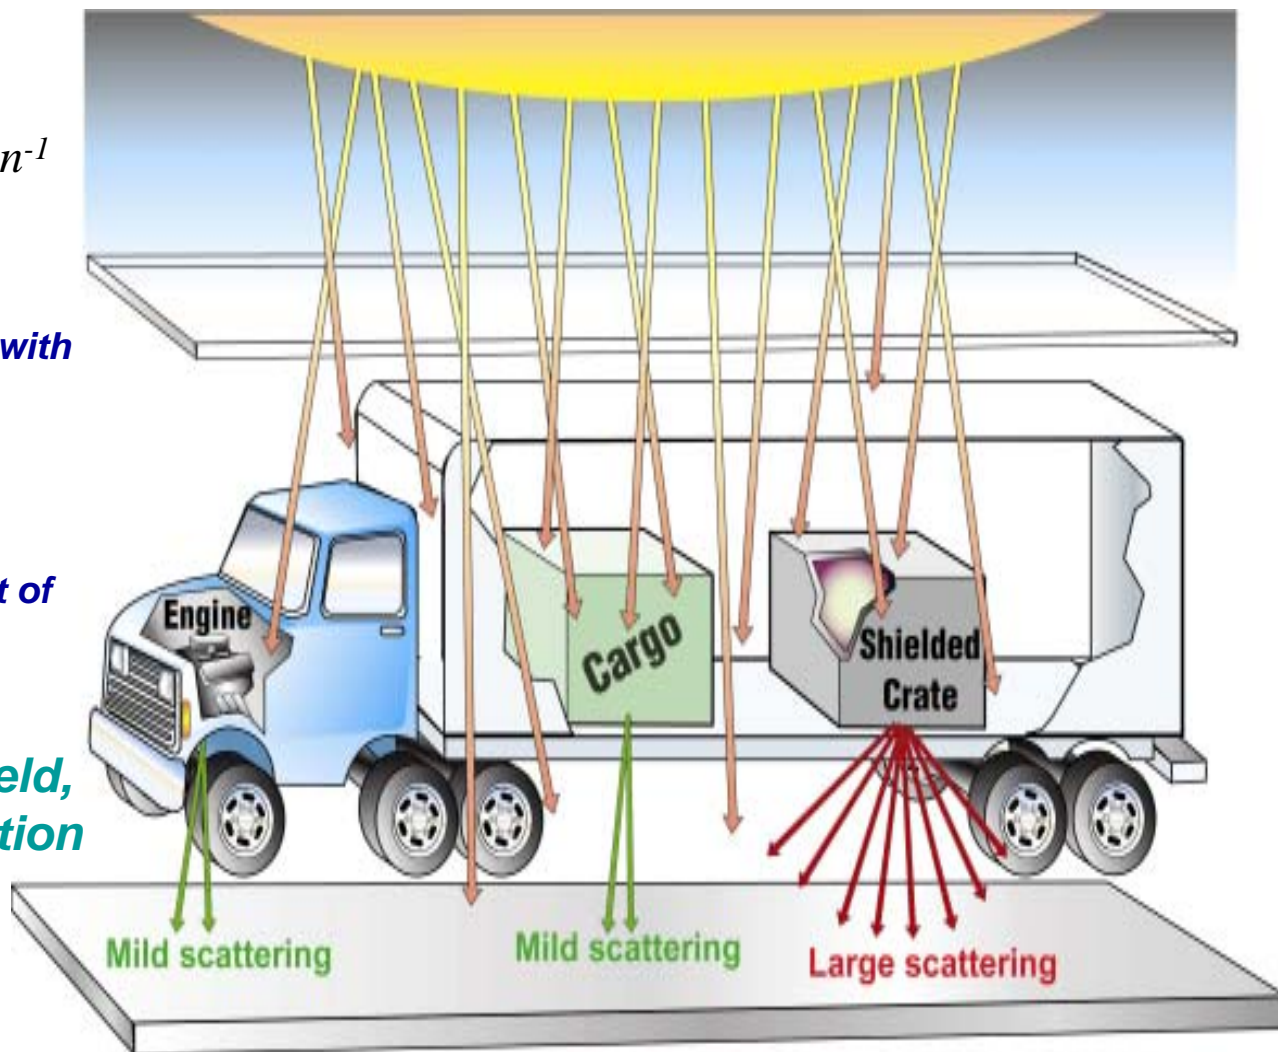 n-1
with
t of
eld,
tion
Engine
Cargo
Shielded
Crate
Mild scattering
Mild scattering
Large scattering